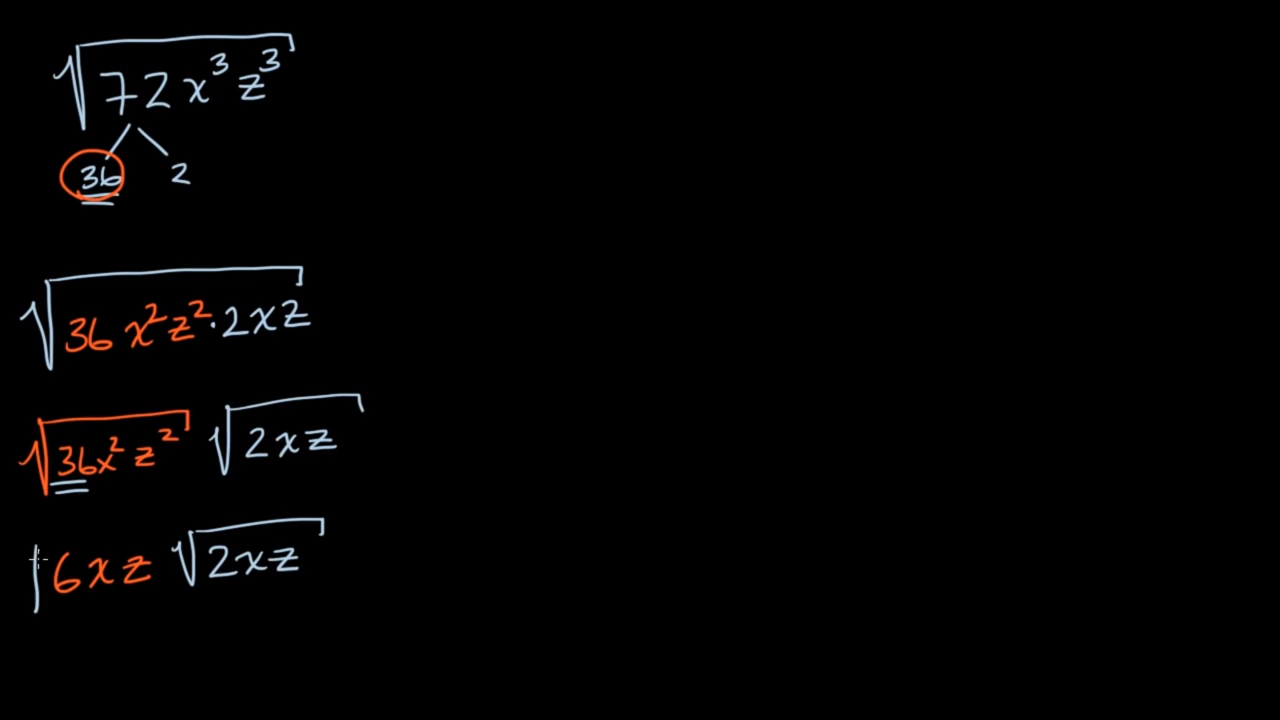 √72x³z³
36 2
√36x²z²·2xz
√36x²z² √2xz
|6xz √2xz